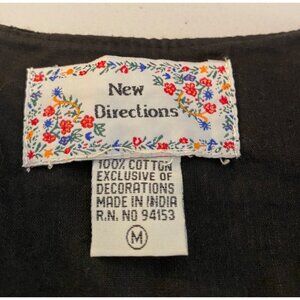 New
Directions
100% COTTON
EXCLUSIVE OF
DECORATIONS
MADE IN INDIA
R.N. NO 94153
M